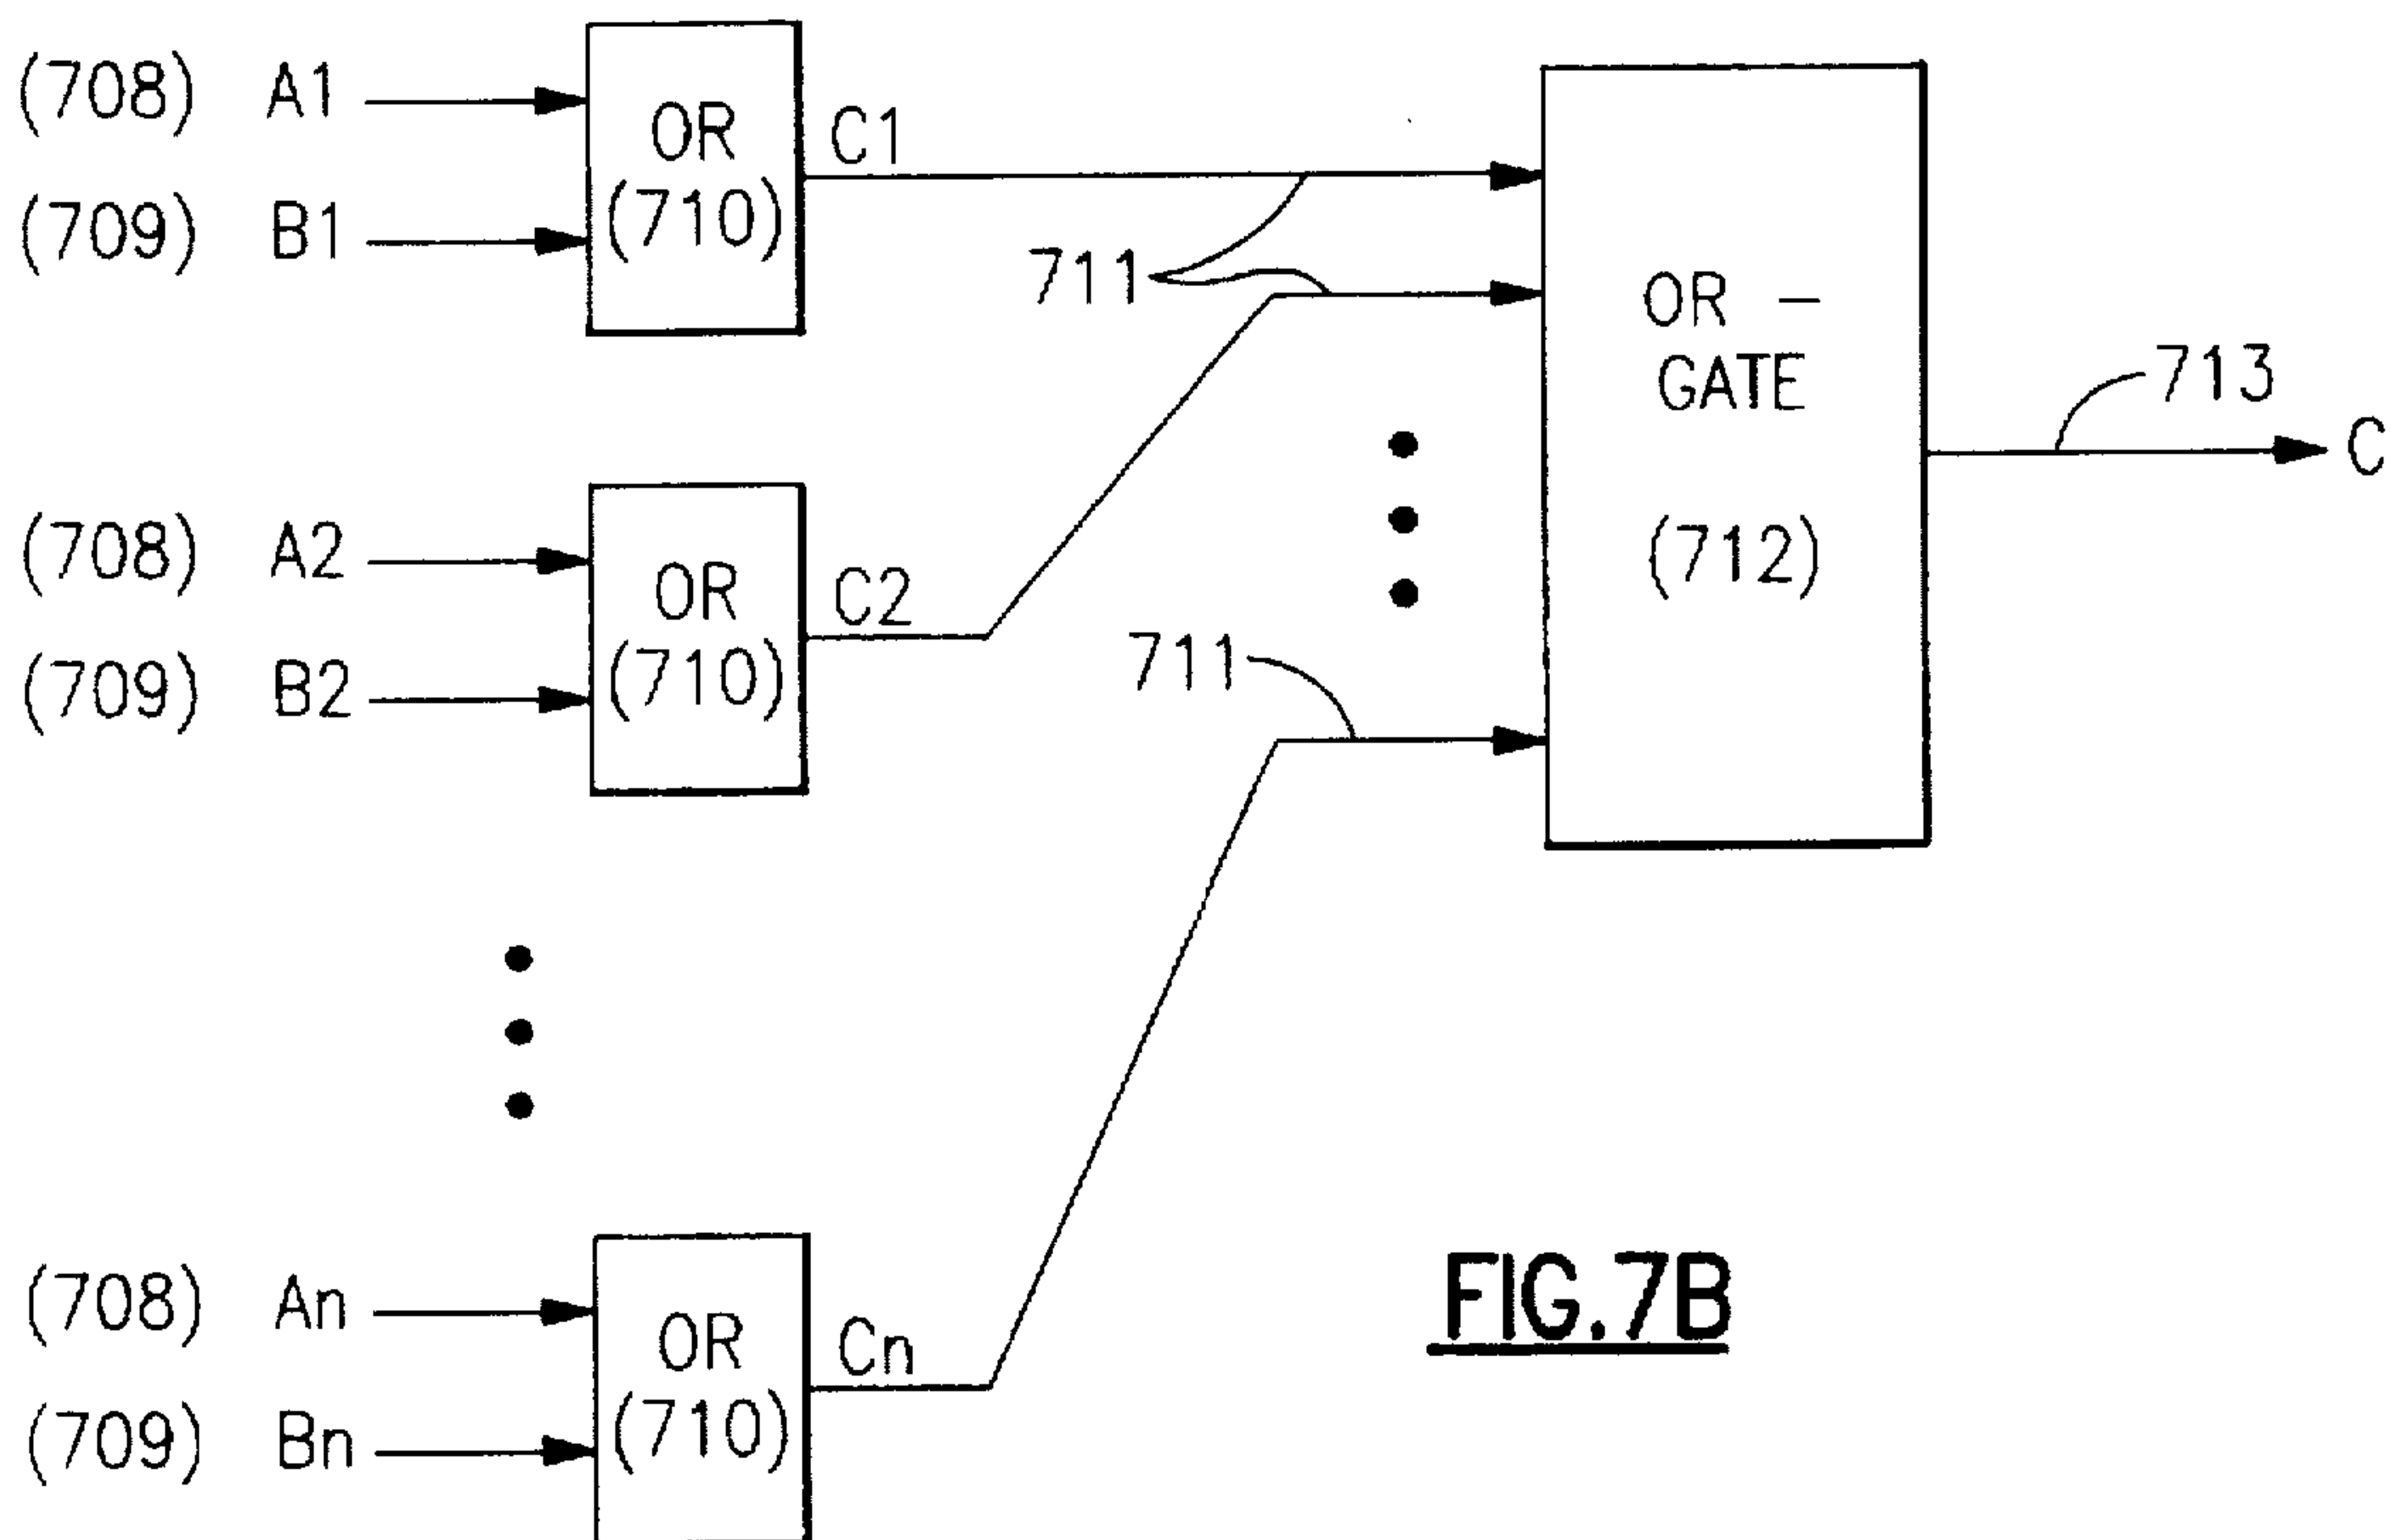 (708) A1
(709) B1
OR
(710)
C1
711
(708) A2
(709) B2
OR
(710)
C2
711
OR -
GATE
(712)
713
C
(708) An
(709) Bn
OR
(710)
Cn
FIG.7B